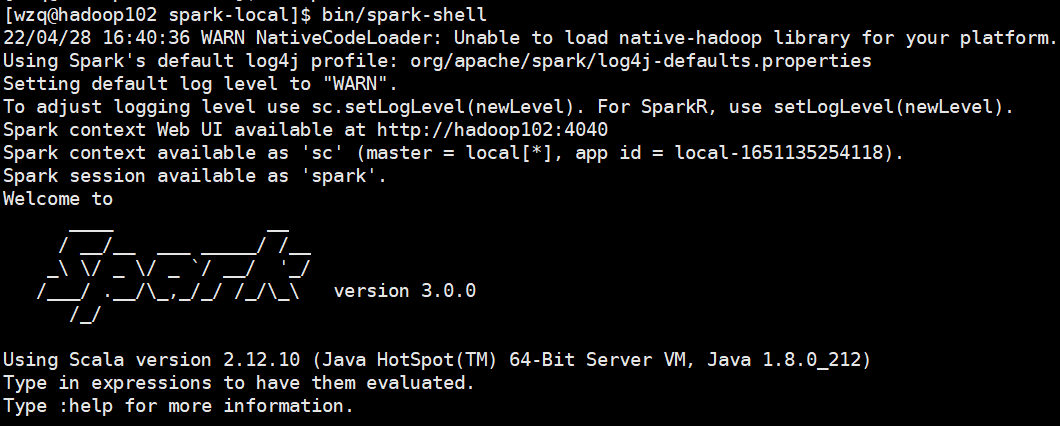 [wzq@hadoop102 spark-local]$ bin/spark-shell
22/04/28 16:40:36 WARN NativeCodeLoader: Unable to load native-hadoop library for your platform.
Using Spark's default log4j profile: org/apache/spark/log4j-defaults.properties
Setting default log level to "WARN".
To adjust logging level use sc.setLogLevel(newLevel). For SparkR, use setLogLevel(newLevel).
Spark context Web UI available at http://hadoop102:4040
Spark context available as 'sc' (master = local[*], app id = local-1651135254118).
Spark session available as 'spark'.
Welcome to
      ____              __
     / __/__  ___ _____/ /__
    _\ \/ _ \/ _ `/ __/  '_/
   /___/ .__/\_,_/_/ /_/\_\   version 3.0.0
      /_/
Using Scala version 2.12.10 (Java HotSpot(TM) 64-Bit Server VM, Java 1.8.0_212)
Type in expressions to have them evaluated.
Type :help for more information.